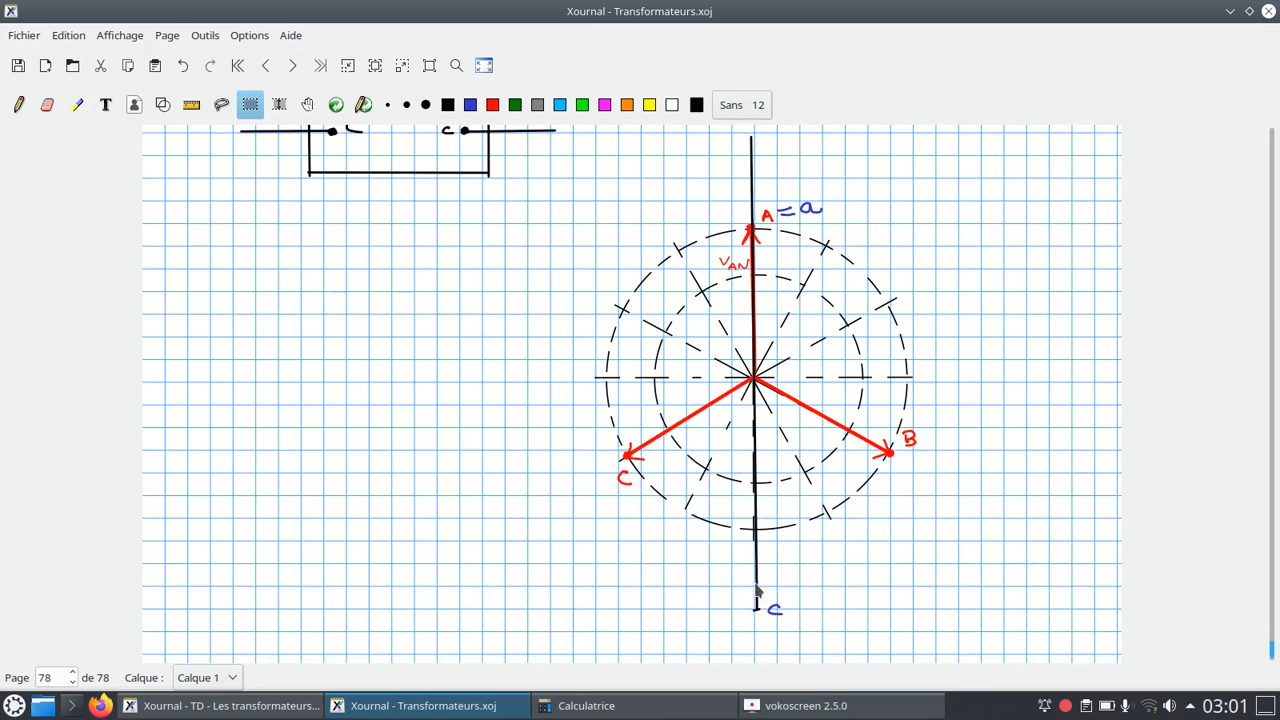 Xournal - Transformateurs.xoj
Fichier Edition Affichage Page Outils Options Aide
T Sans 12
C c
A = a
VAN
B
C
c
Page 78 de 78 Calque : Calque 1
Xournal - TD - Les transformateurs... Xournal - Transformateurs.xoj Calculatrice vokoscreen 2.5.0 03:01